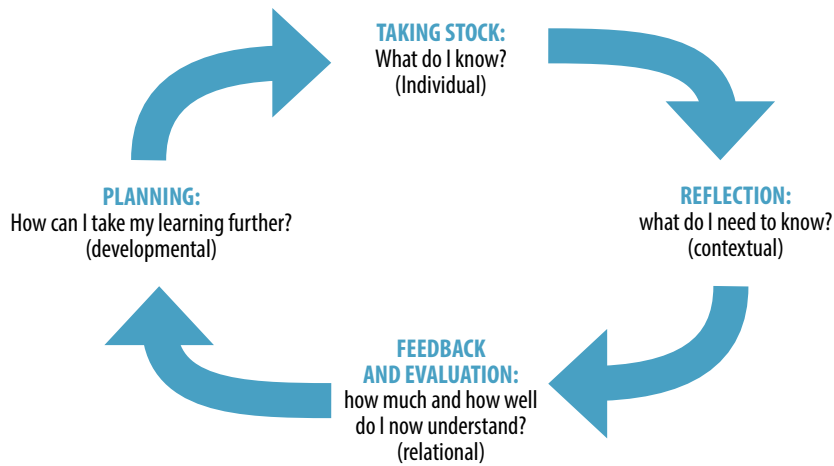 TAKING STOCK:
What do I know?
(Individual)
REFLECTION:
what do I need to know?
(contextual)
FEEDBACK
AND EVALUATION:
how much and how well
do I now understand?
(relational)
PLANNING:
How can I take my learning further?
(developmental)